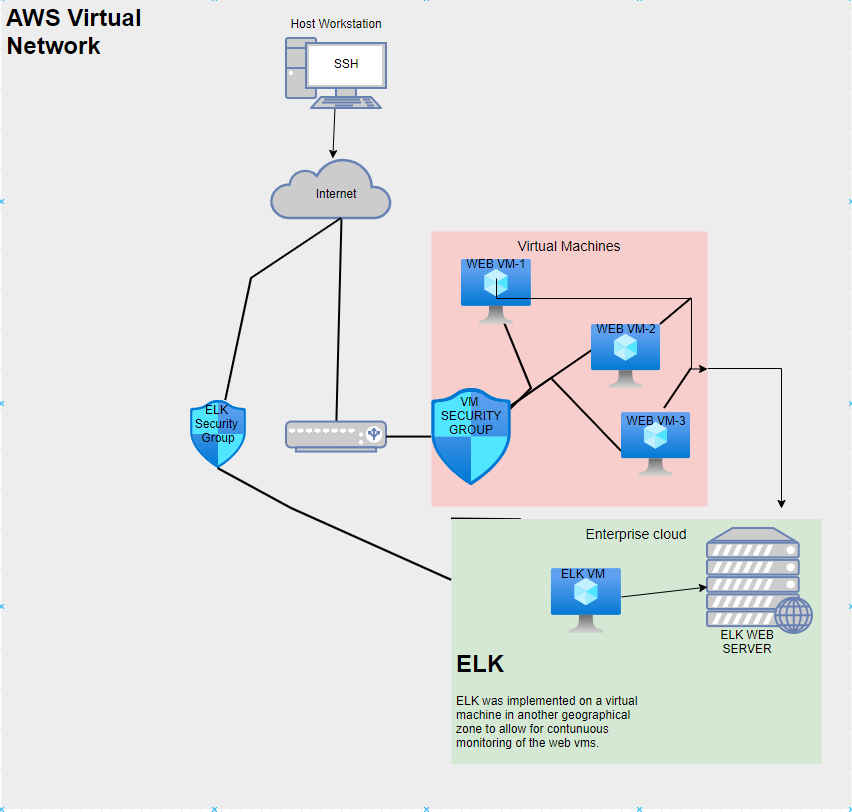 AWS Virtual
Network
Host Workstation
SSH
Internet
Virtual Machines
WEB VM-1
WEB VM-2
VM
SECURITY
GROUP
WEB VM-3
ELK
Security
Group
Enterprise cloud
ELK VM
ELK WEB
SERVER
ELK
ELK was implemented on a virtual
machine in another geographical
zone to allow for contunuous
monitoring of the web vms.